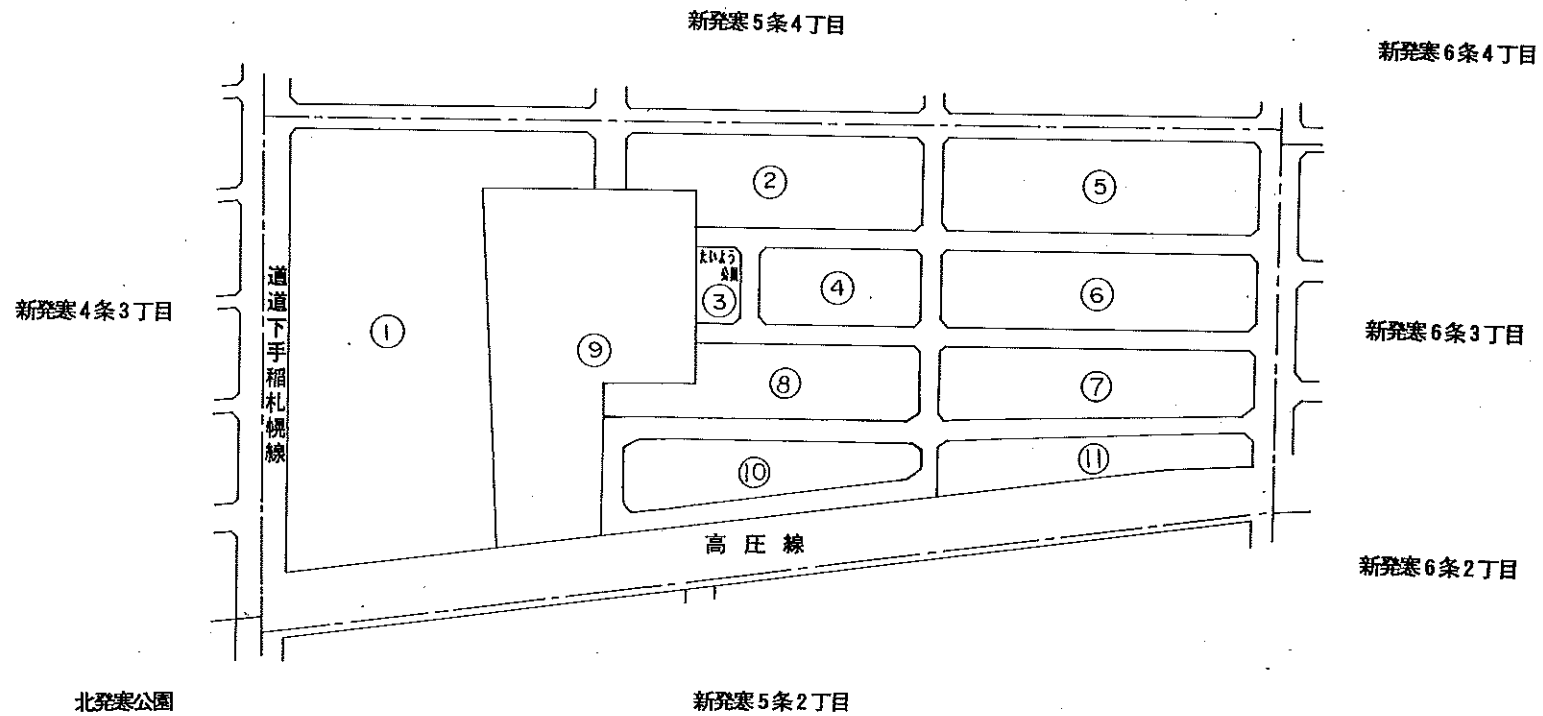 新発寒5条4丁目
新発寒6条4丁目
②
⑤
たいよう
公園
③
④
⑥
道道下手稲札幌線
新発寒4条3丁目
①
⑨
新発寒6条3丁目
⑧
⑦
⑩
⑪
高圧線
新発寒6条2丁目
北発寒公園
新発寒5条2丁目